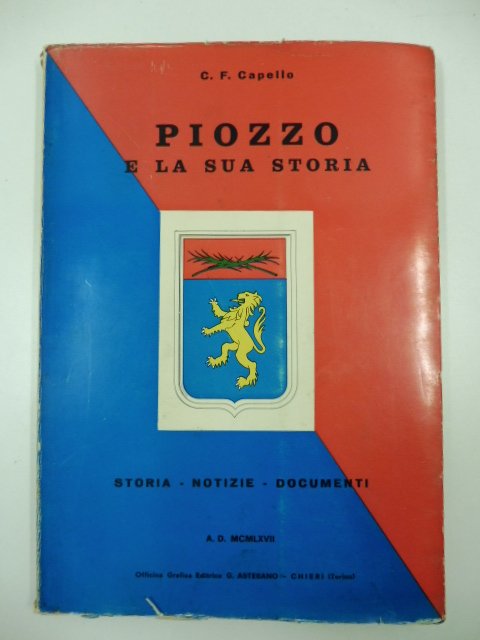 C. F. Capello
PIOZZO
E LA SUA STORIA
STORIA - NOTIZIE - DOCUMENTI
A. D. MCMLXVII
Officina Grafica Editrice G. ASTEGIANO - CHIERI (Torino)